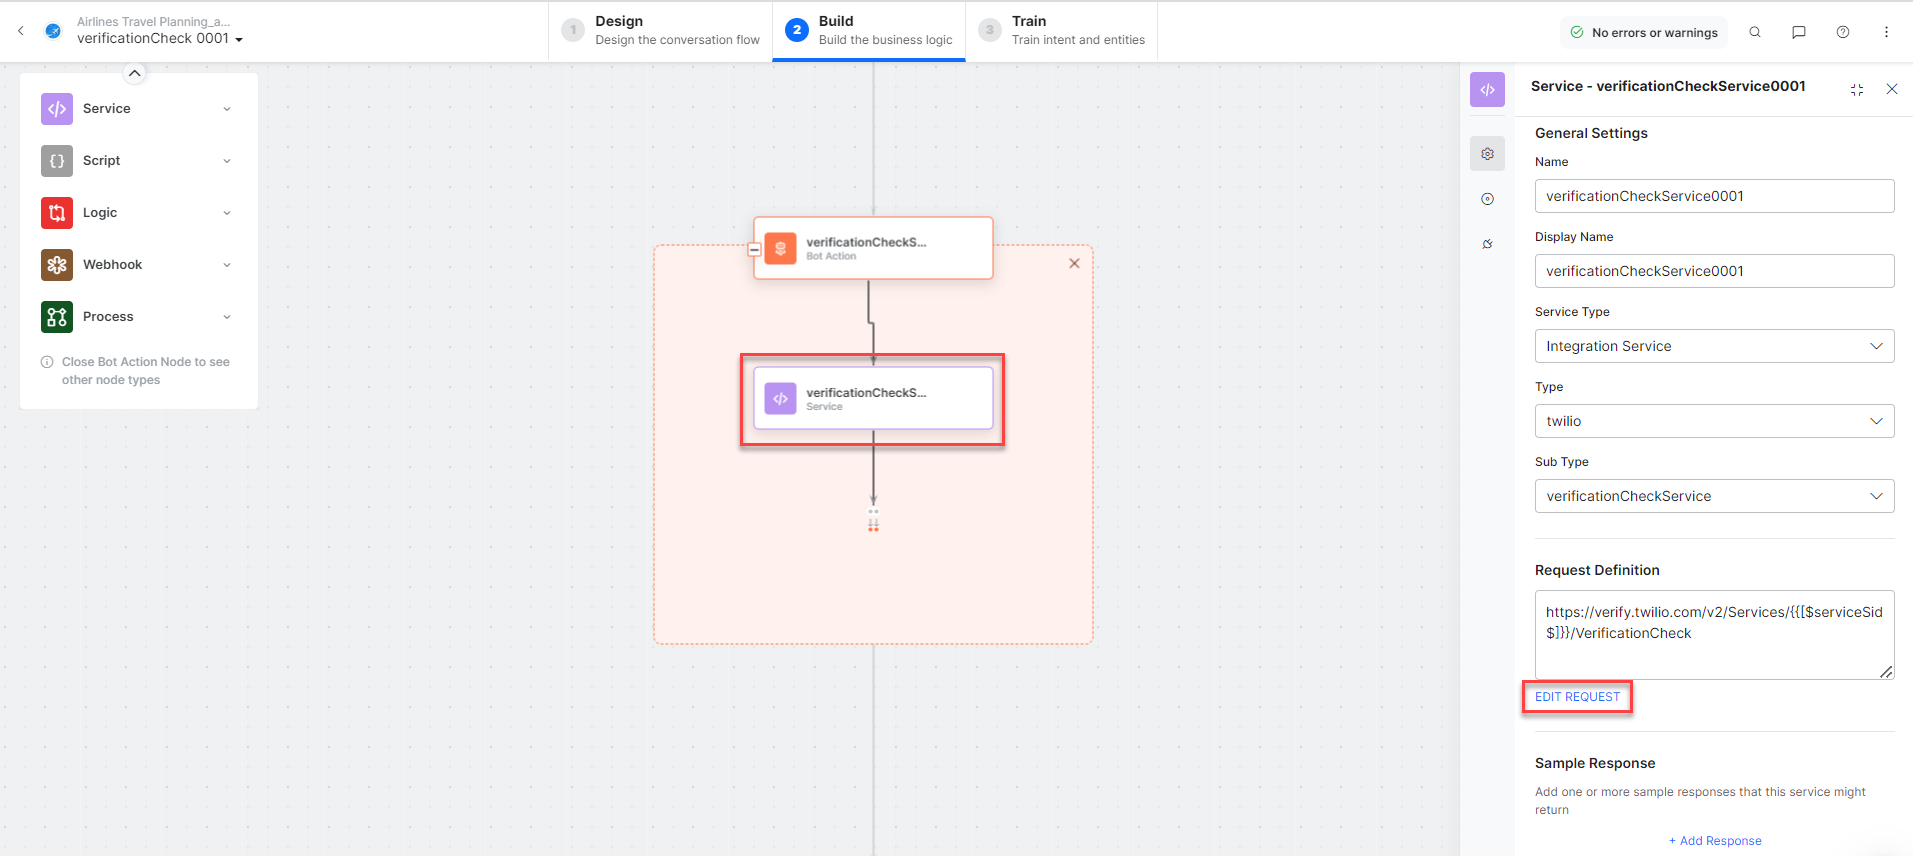 Airlines Travel Planning_a...
verificationCheck 0001
1
Design
Design the conversation flow
2
Build
Build the business logic
3
Train
Train intent and entities
No errors or warnings
Service
Script
Logic
Webhook
Process
Close Bot Action Node to see
other node types
verificationCheckS...
Bot Action
verificationCheckS...
Service
Service - verificationCheckService0001
General Settings
Name
verificationCheckService0001
Display Name
verificationCheckService0001
Service Type
Integration Service
Type
twilio
Sub Type
verificationCheckService
Request Definition
https://verify.twilio.com/v2/Services/{{[$serviceSid
$]}}/VerificationCheck
EDIT REQUEST
Sample Response
Add one or more sample responses that this service might
return
+ Add Response